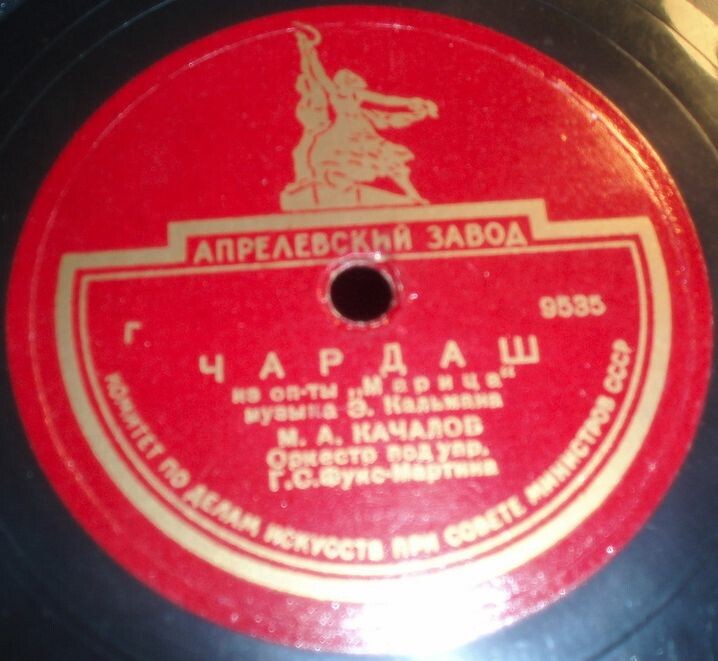 АПРЕЛЕВСКИЙ ЗАВОД
Г 9535
ЧАРДАШ
из оп-ты „Марица"
музыка Э. Кальмана
М. А. КАЧАЛОВ
Оркестр под упр.
Г.С.Фукс-Мартина
КОМИТЕТ ПО ДЕЛАМ ИСКУССТВ ПРИ СОВЕТЕ МИНИСТРОВ СССР